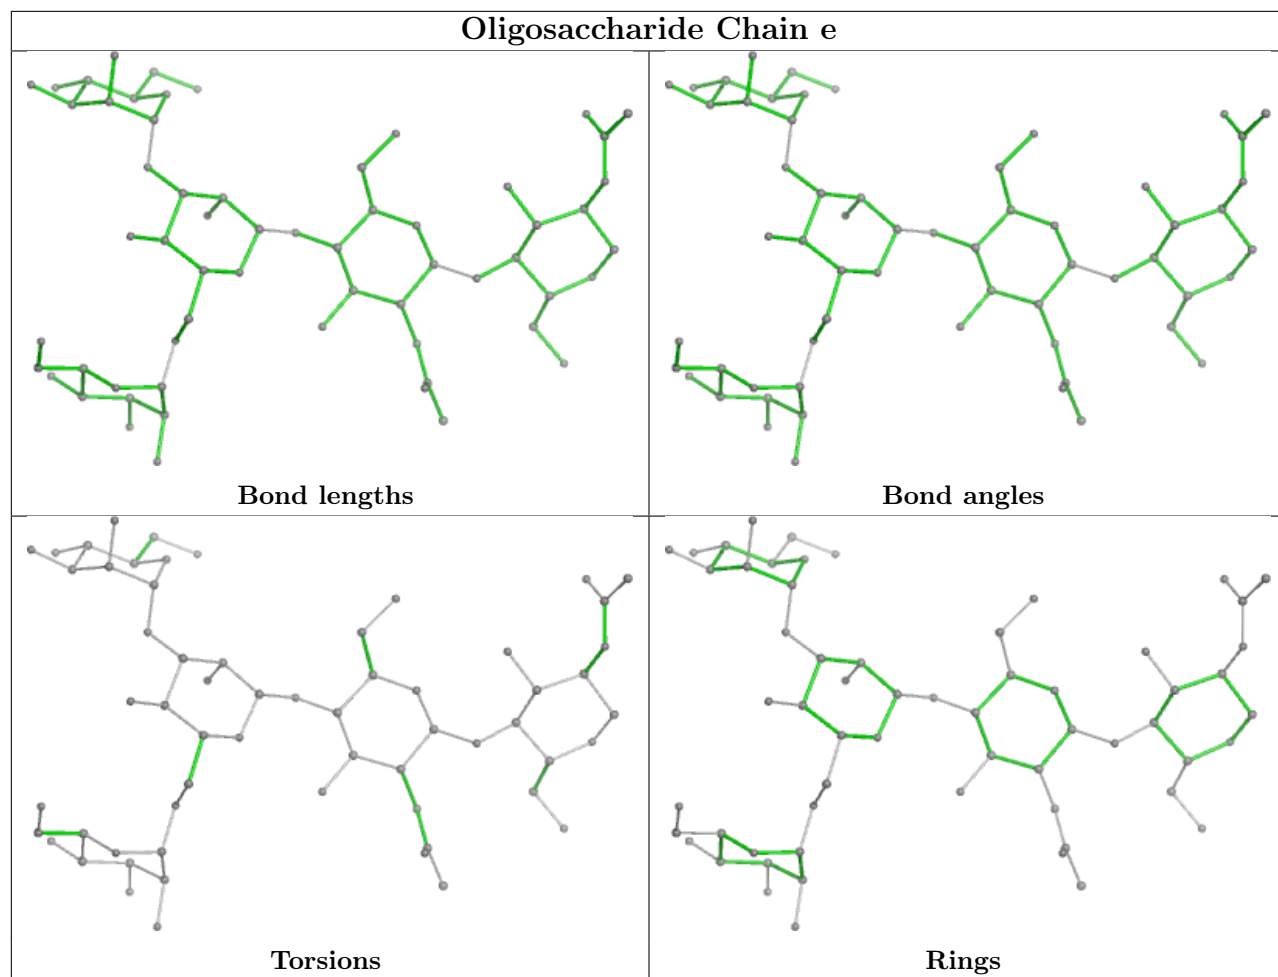 Oligosaccharide Chain e
Bond lengths
Bond angles
Torsions
Rings